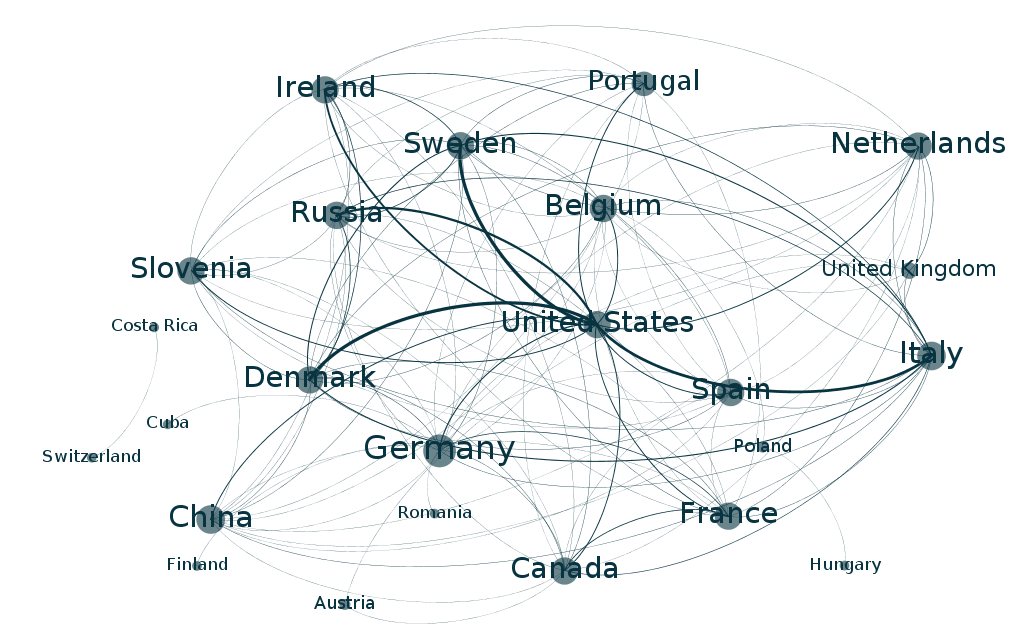 Portugal
Ireland
Sweden
Netherlands
Belgium
Russia
Slovenia
United Kingdom
Costa Rica
United States
Italy
Denmark
Spain
Cuba
Poland
Germany
Switzerland
Romania
France
China
Finland
Canada
Hungary
Austria